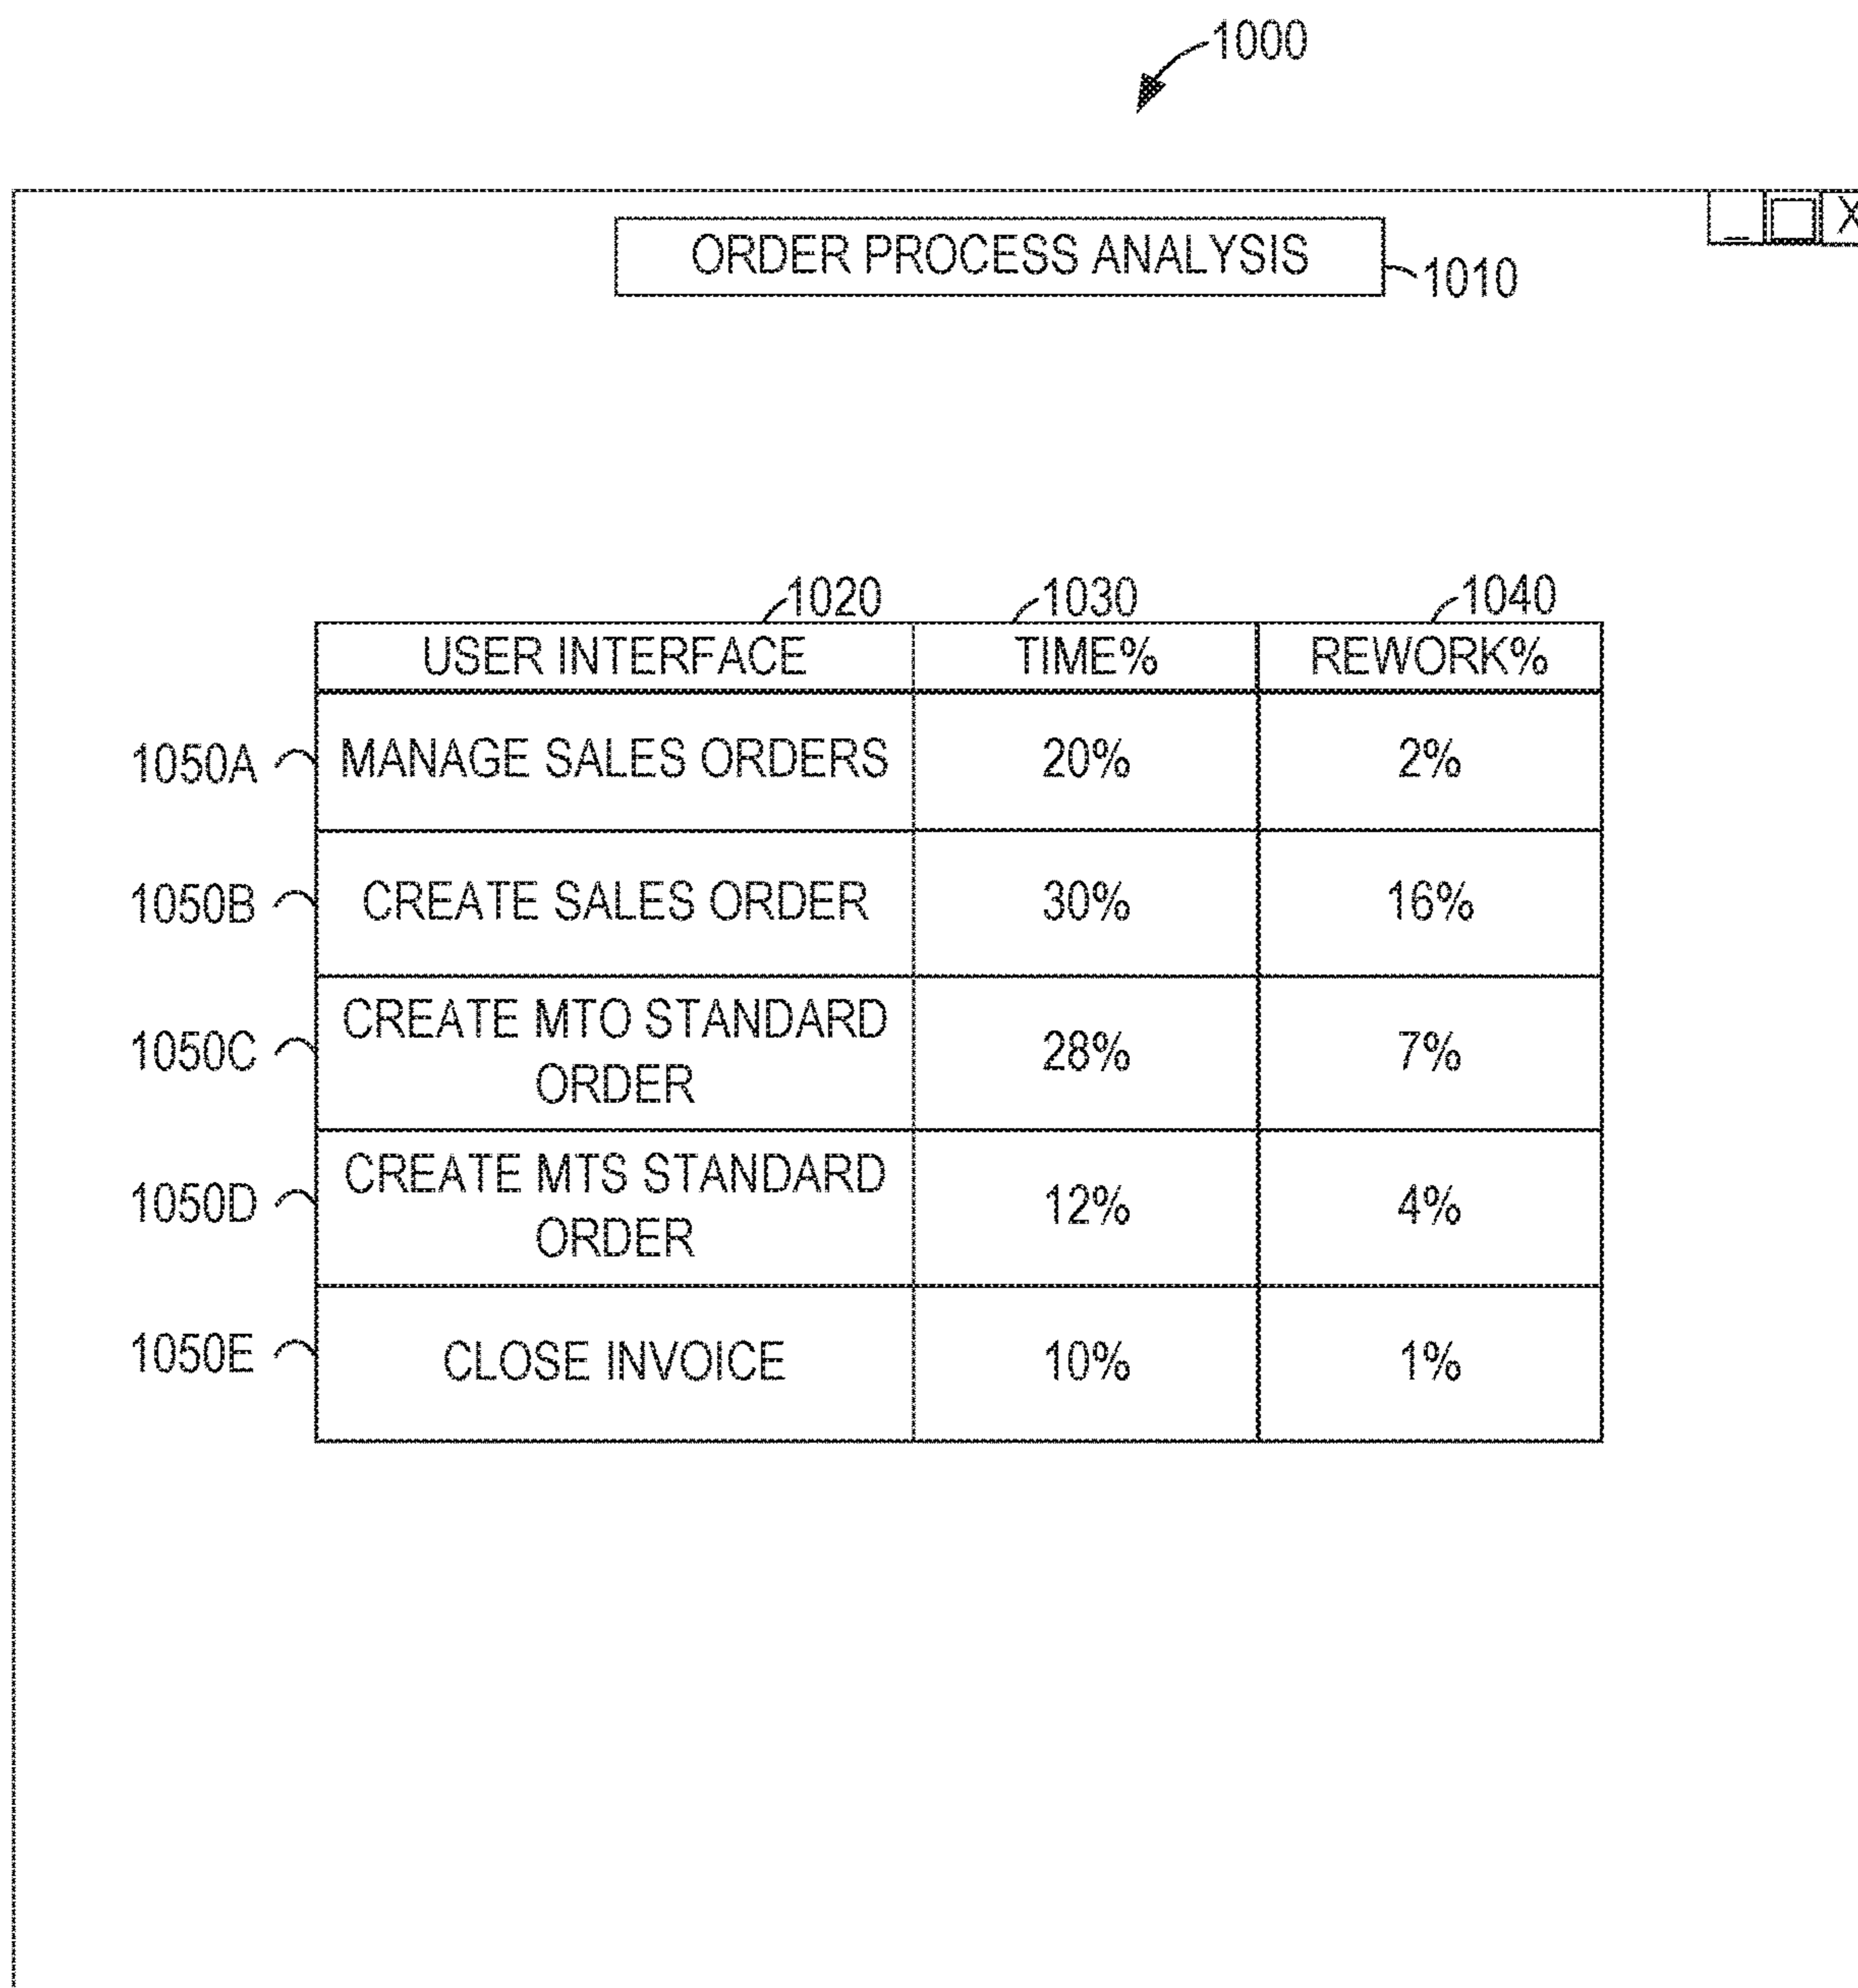 1000
_ X
ORDER PROCESS ANALYSIS
1010
1020 1030 1040
USER INTERFACE TIME% REWORK%
1050A MANAGE SALES ORDERS 20% 2%
1050B CREATE SALES ORDER 30% 16%
1050C CREATE MTO STANDARD
ORDER 28% 7%
1050D CREATE MTS STANDARD
ORDER 12% 4%
1050E CLOSE INVOICE 10% 1%